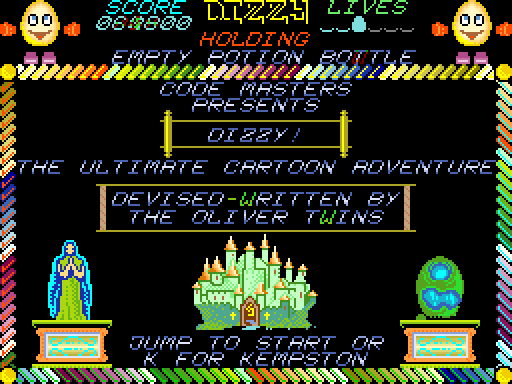 SCORE DIZZY LIVES
HOLDING
EMPTY POTION BOTTLE
CODE MASTERS
PRESENTS
DIZZY!
THE ULTIMATE CARTOON ADVENTURE
DEVISED-WRITTEN BY
THE OLIVER TWINS
JUMP TO START OR
K FOR KEMPSTON